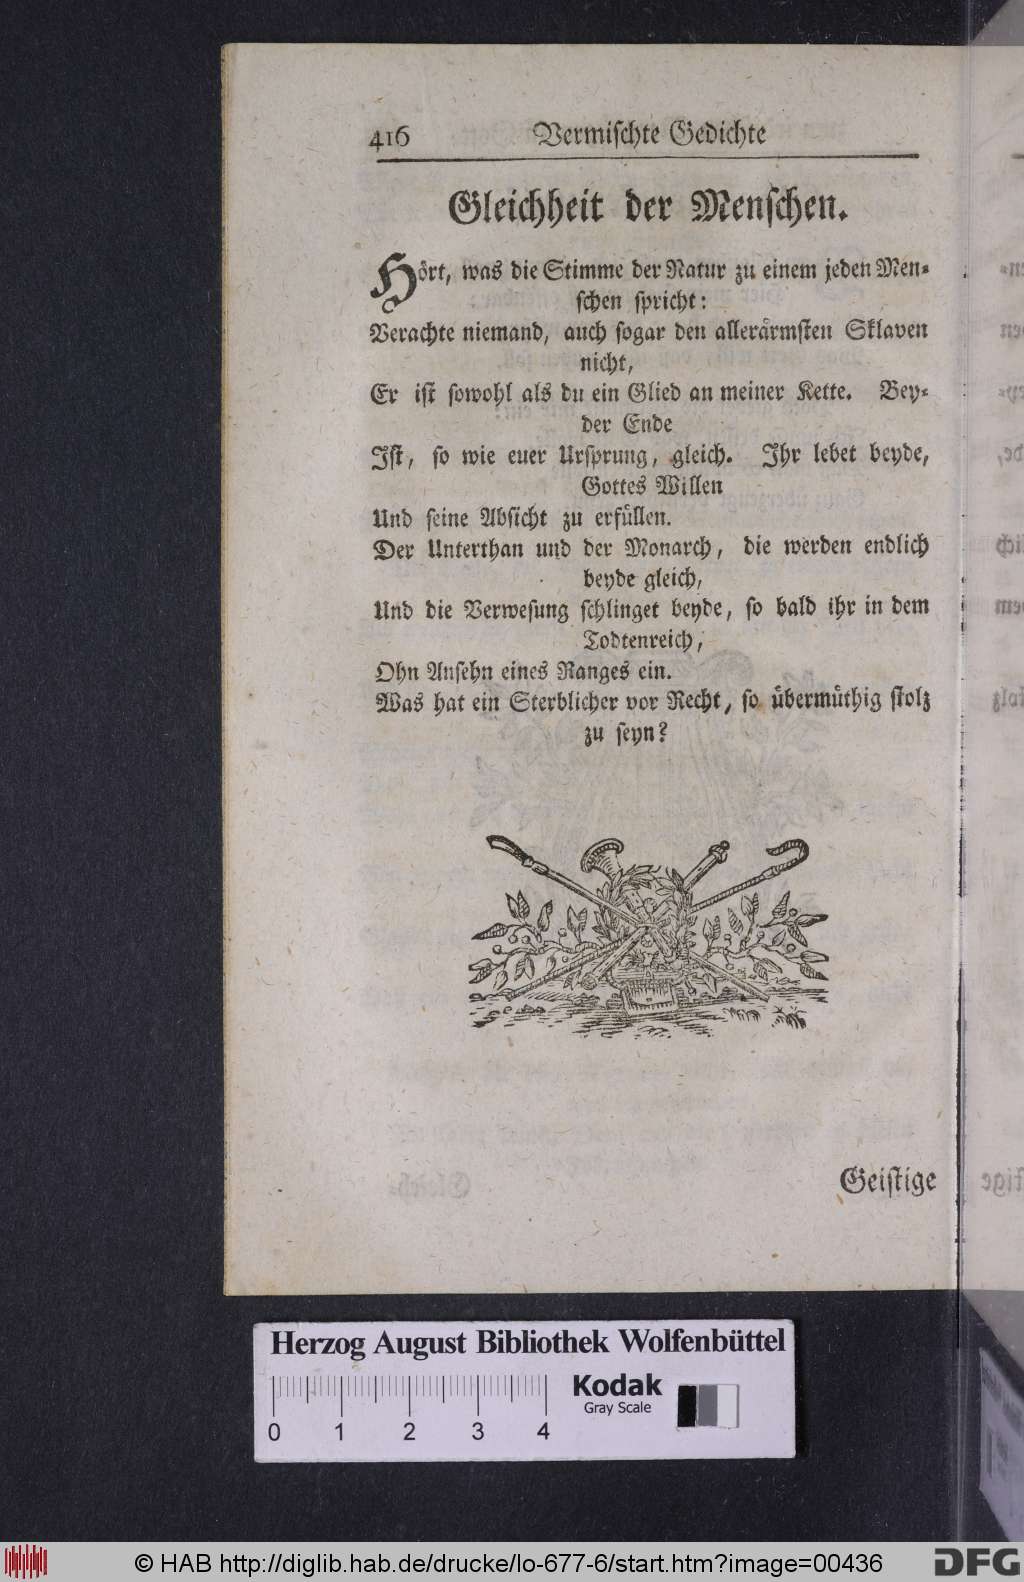 416 Vermiſchte Gedichte
Gleichheit der Menſchen.
Hört, was die Stimme der Natur zu einem jeden Men-
ſchen ſpricht:
Verachte niemand, auch ſogar den allerärmſten Sklaven
nicht,
Er iſt ſowohl als du ein Glied an meiner Kette. Bey-
der Ende
Iſt, ſo wie euer Urſprung, gleich. Ihr lebet beyde,
Gottes Willen
Und ſeine Abſicht zu erfüllen.
Der Unterthan und der Monarch, die werden endlich
beyde gleich,
Und die Verweſung ſchlinget beyde, ſo bald ihr in dem
Todtenreich,
Ohn Anſehn eines Ranges ein.
Was hat ein Sterblicher vor Recht, ſo übermüthig ſtolz
zu ſeyn?
Geiſtige
Herzog August Bibliothek Wolfenbüttel
Kodak
Gray Scale
0 1 2 3 4
© HAB http://diglib.hab.de/drucke/lo-677-6/start.htm?image=00436
DFG